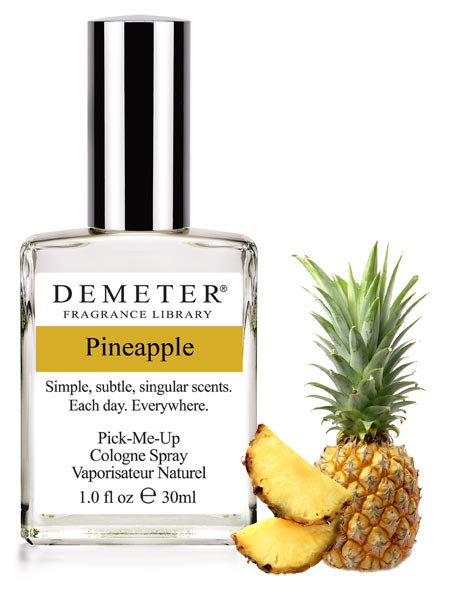 DEMETER®
FRAGRANCE LIBRARY
Pineapple
Simple, subtle, singular scents.
Each day. Everywhere.
Pick-Me-Up
Cologne Spray
Vaporisateur Naturel
1.0 fl oz ℮ 30ml